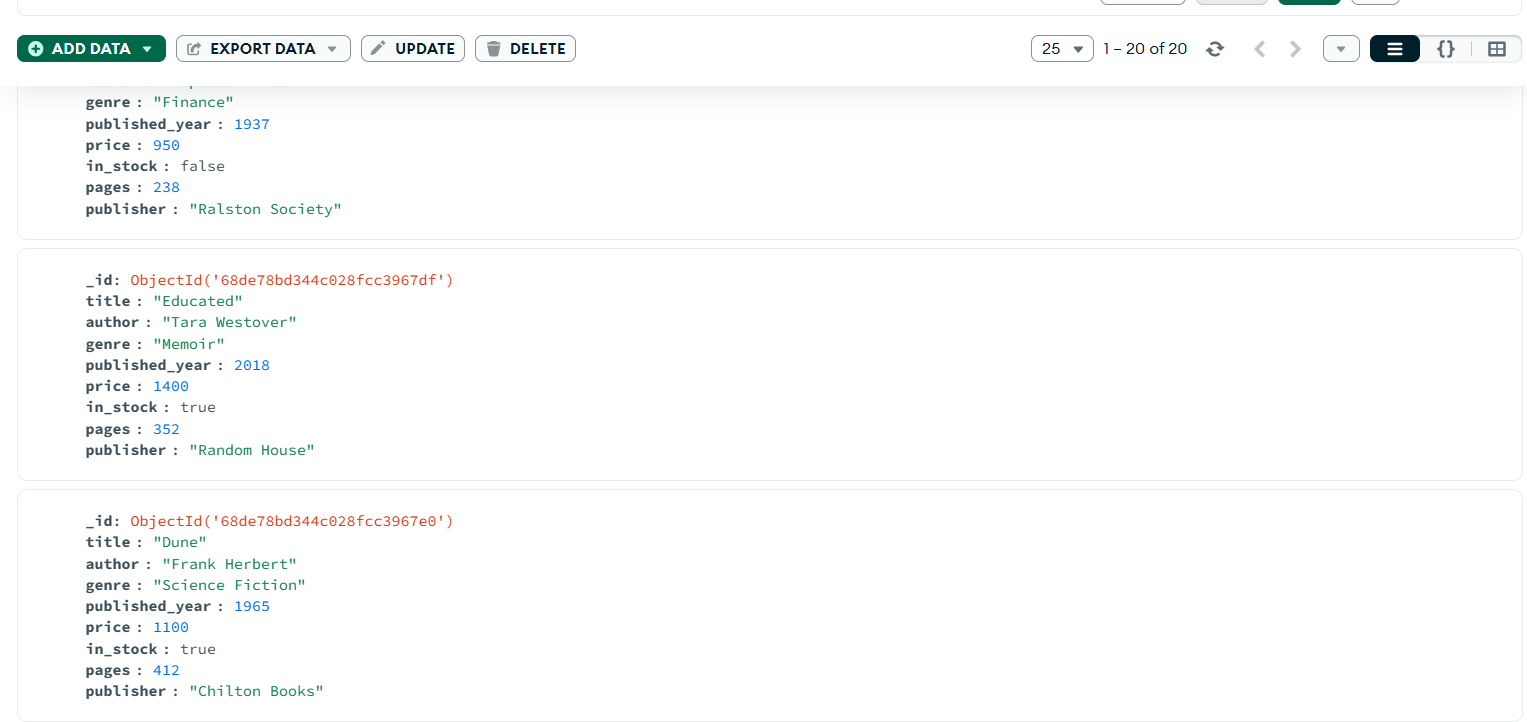 ADD DATA
EXPORT DATA
UPDATE
DELETE
25
1 – 20 of 20
{}
genre : "Finance"
published_year : 1937
price : 950
in_stock : false
pages : 238
publisher : "Ralston Society"
_id: ObjectId('68de78bd344c028fcc3967df')
title : "Educated"
author : "Tara Westover"
genre : "Memoir"
published_year : 2018
price : 1400
in_stock : true
pages : 352
publisher : "Random House"
_id: ObjectId('68de78bd344c028fcc3967e0')
title : "Dune"
author : "Frank Herbert"
genre : "Science Fiction"
published_year : 1965
price : 1100
in_stock : true
pages : 412
publisher : "Chilton Books"